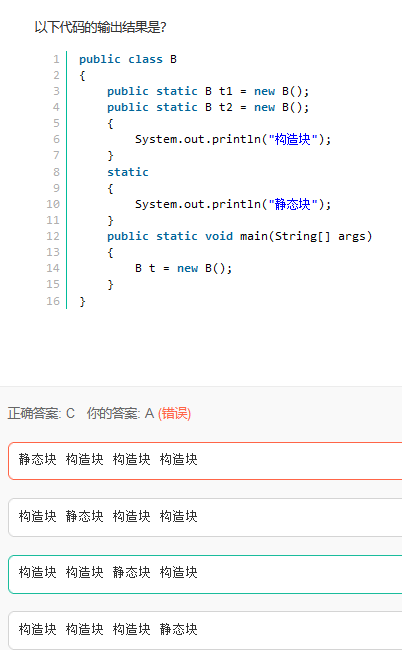 以下代码的输出结果是?
1 public class B
2 {
3     public static B t1 = new B();
4     public static B t2 = new B();
5     {
6         System.out.println("构造块");
7     }
8     static
9     {
10         System.out.println("静态块");
11     }
12     public static void main(String[] args)
13     {
14         B t = new B();
15     }
16 }
正确答案: C 你的答案: A (错误)
静态块 构造块 构造块 构造块
构造块 静态块 构造块 构造块
构造块 构造块 静态块 构造块
构造块 构造块 构造块 静态块